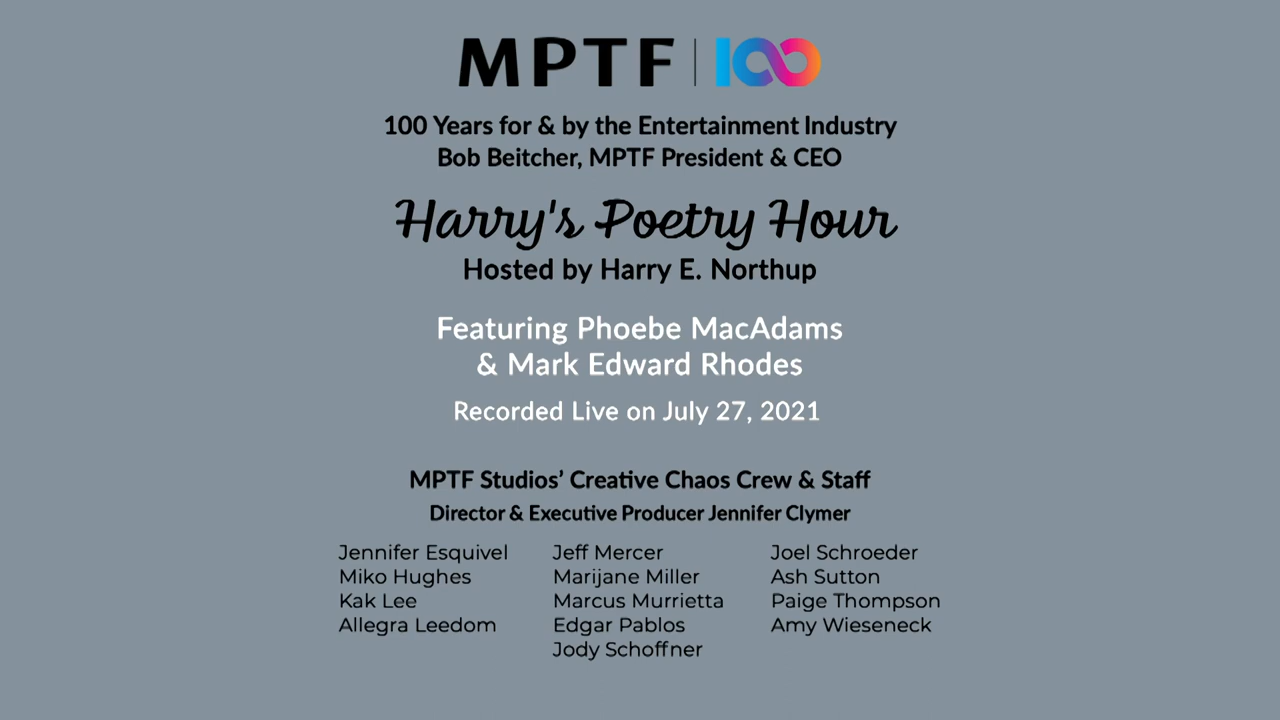 MPTF | 100
100 Years for & by the Entertainment Industry
Bob Beitcher, MPTF President & CEO
Harry's Poetry Hour
Hosted by Harry E. Northup
Featuring Phoebe MacAdams
& Mark Edward Rhodes
Recorded Live on July 27, 2021
MPTF Studios’ Creative Chaos Crew & Staff
Director & Executive Producer Jennifer Clymer
Jennifer Esquivel
Miko Hughes
Kak Lee
Allegra Leedom
Jeff Mercer
Marijane Miller
Marcus Murrietta
Edgar Pablos
Jody Schoffner
Joel Schroeder
Ash Sutton
Paige Thompson
Amy Wieseneck